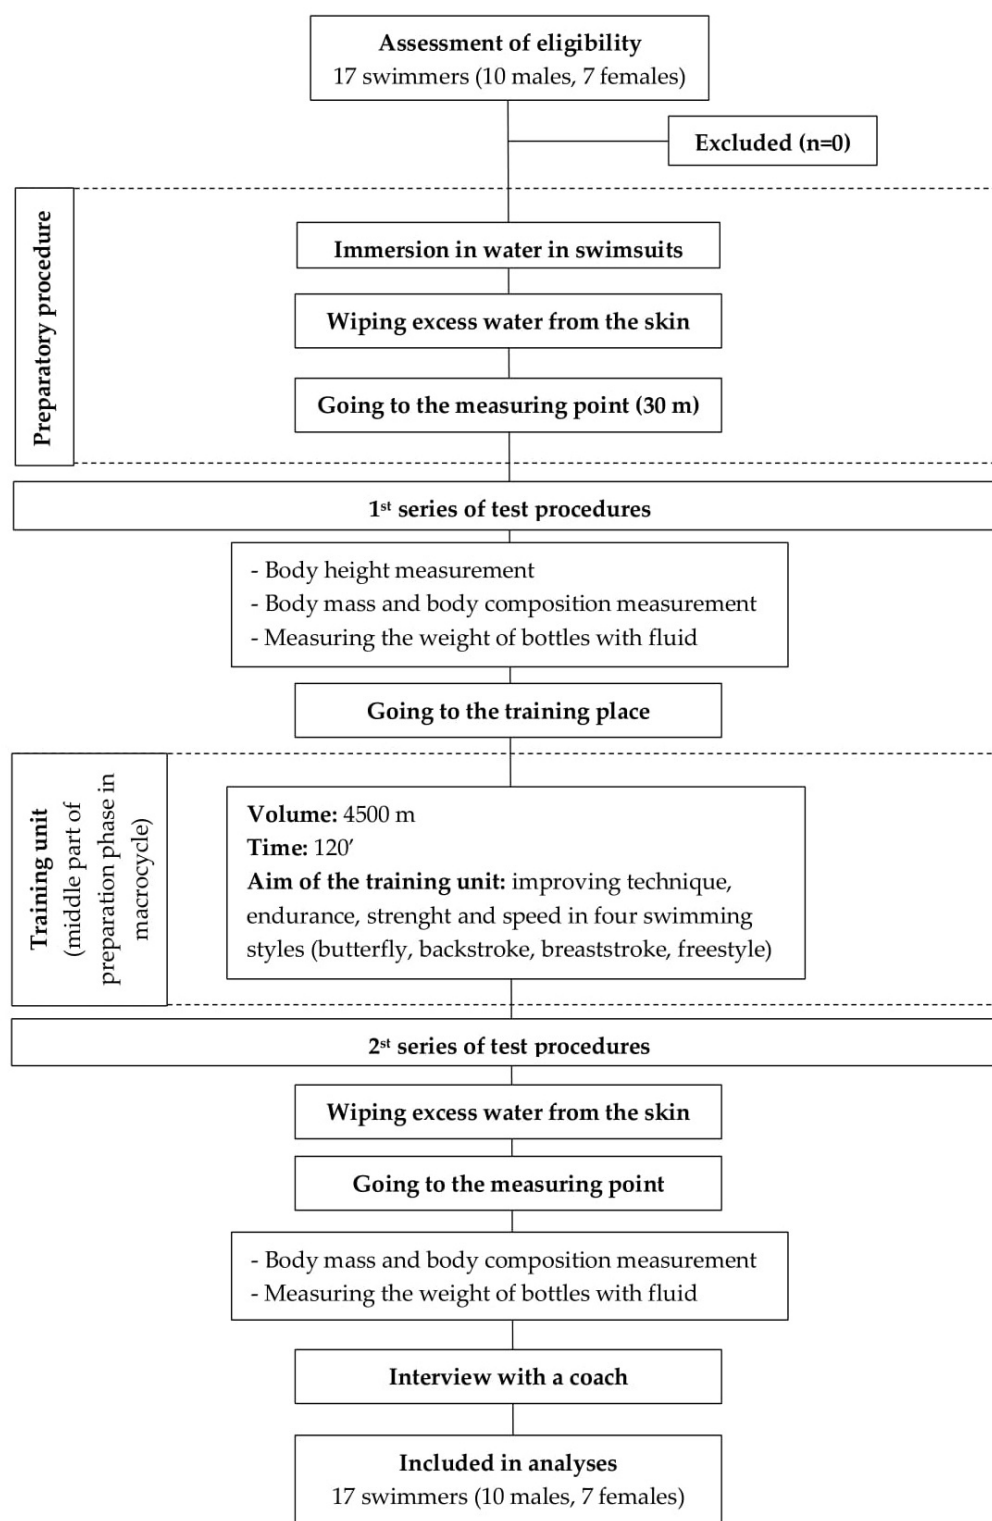 Assessment of eligibility
17 swimmers (10 males, 7 females)
Excluded (n=0)
Preparatory procedure
Immersion in water in swimsuits
Wiping excess water from the skin
Going to the measuring point (30 m)
1st series of test procedures
- Body height measurement
- Body mass and body composition measurement
- Measuring the weight of bottles with fluid
Going to the training place
Training unit
(middle part of
preparation phase in
macrocycle)
Volume: 4500 m
Time: 120′
Aim of the training unit: improving technique,
endurance, strenght and speed in four swimming
styles (butterfly, backstroke, breaststroke, freestyle)
2st series of test procedures
Wiping excess water from the skin
Going to the measuring point
- Body mass and body composition measurement
- Measuring the weight of bottles with fluid
Interview with a coach
Included in analyses
17 swimmers (10 males, 7 females)